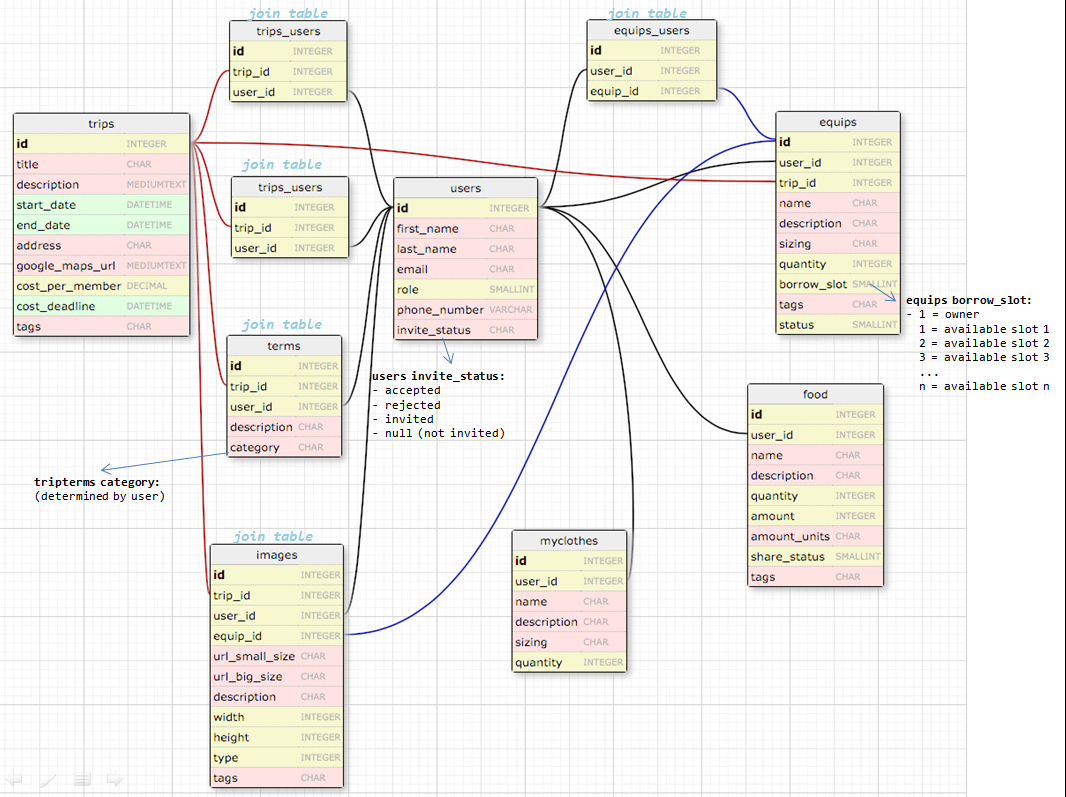 join table
trips_users
id INTEGER
trip_id INTEGER
user_id INTEGER
join table
equips_users
id INTEGER
user_id INTEGER
equip_id INTEGER
trips
id INTEGER
title CHAR
description MEDIUMTEXT
start_date DATETIME
end_date DATETIME
address CHAR
google_maps_url MEDIUMTEXT
cost_per_member DECIMAL
cost_deadline DATETIME
tags CHAR
join table
trips_users
id INTEGER
trip_id INTEGER
user_id INTEGER
users
id INTEGER
first_name CHAR
last_name CHAR
email CHAR
role SMALLINT
phone_number VARCHAR
invite_status CHAR
users invite_status:
- accepted
- rejected
- invited
- null (not invited)
equips
id INTEGER
user_id INTEGER
trip_id INTEGER
name CHAR
description CHAR
sizing CHAR
quantity INTEGER
borrow_slot SMALLINT
tags CHAR
status SMALLINT
equips borrow_slot:
- 1 = owner
1 = available slot 1
2 = available slot 2
3 = available slot 3
...
n = available slot n
join table
terms
id INTEGER
trip_id INTEGER
user_id INTEGER
description CHAR
category CHAR
tripterms category:
(determined by user)
food
id INTEGER
user_id INTEGER
name CHAR
description CHAR
quantity INTEGER
amount INTEGER
amount_units CHAR
share_status SMALLINT
tags CHAR
join table
images
id INTEGER
trip_id INTEGER
user_id INTEGER
equip_id INTEGER
url_small_size CHAR
url_big_size CHAR
description CHAR
width INTEGER
height INTEGER
type INTEGER
tags CHAR
myclothes
id INTEGER
user_id INTEGER
name CHAR
description CHAR
sizing CHAR
quantity INTEGER